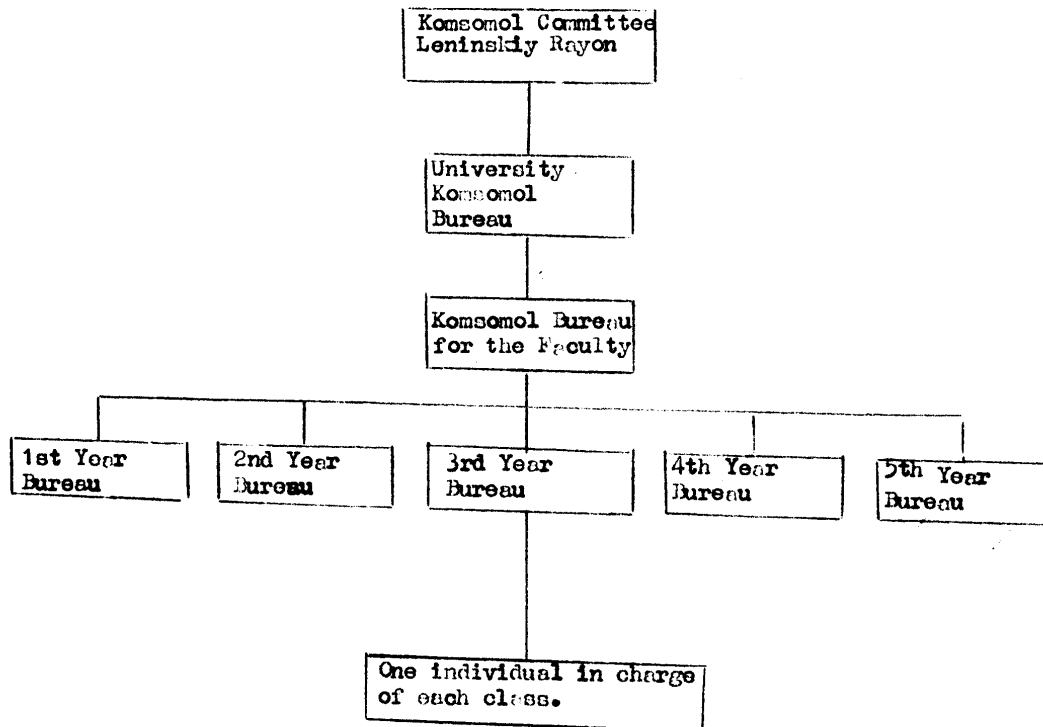 Komsomol Committee
Leninskiy Rayon
University
Komsomol
Bureau
Komsomol Bureau
for the Faculty
1st Year
Bureau
2nd Year
Bureau
3rd Year
Bureau
4th Year
Bureau
5th Year
Bureau
One individual in charge
of each class.